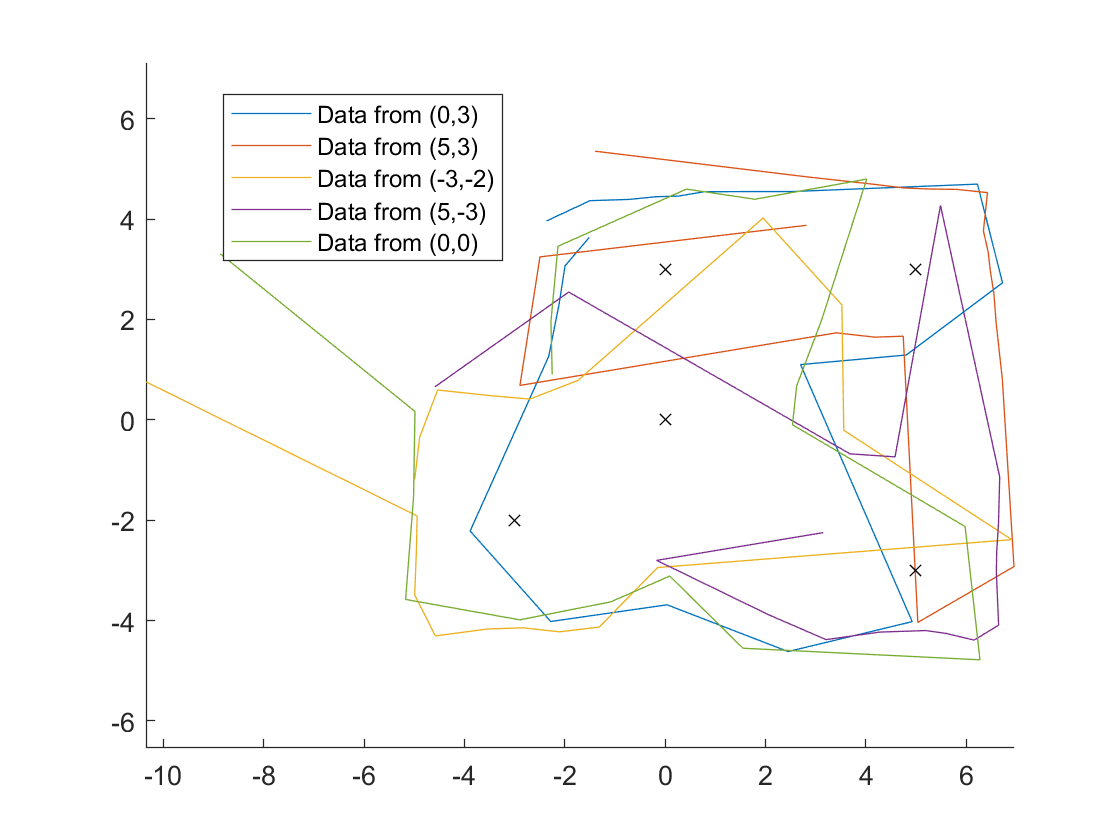 6
4
2
0
-2
-4
-6
Data from (0,3)
Data from (5,3)
Data from (-3,-2)
Data from (5,-3)
Data from (0,0)
-10 -8 -6 -4 -2 0 2 4 6